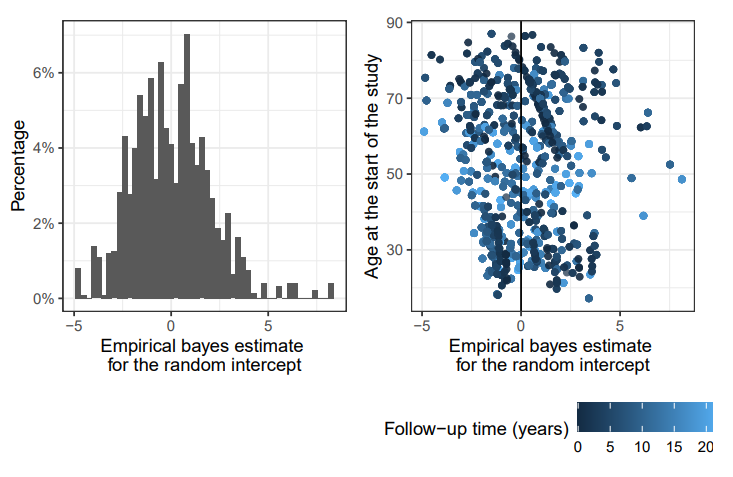 Percentage
6%
4%
2%
0%
−5
0
5
Empirical bayes estimate
for the random intercept
Age at the start of the study
90
70
50
30
−5
0
5
Empirical bayes estimate
for the random intercept
Follow−up time (years)
0
5
10
15
20